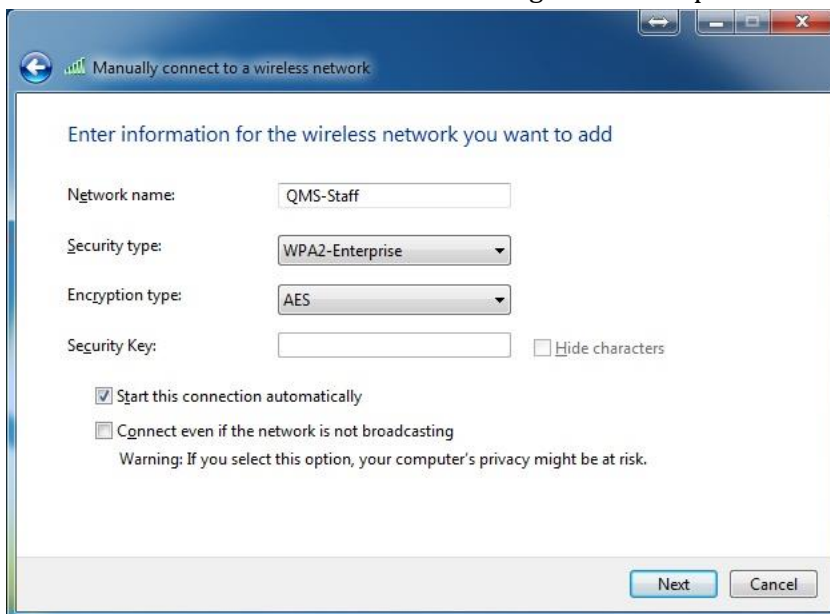 Manually connect to a wireless network
Enter information for the wireless network you want to add
Network name: QMS-Staff
Security type: WPA2-Enterprise
Encryption type: AES
Security Key: Hide characters
Start this connection automatically
Connect even if the network is not broadcasting
Warning: If you select this option, your computer's privacy might be at risk.
Next Cancel